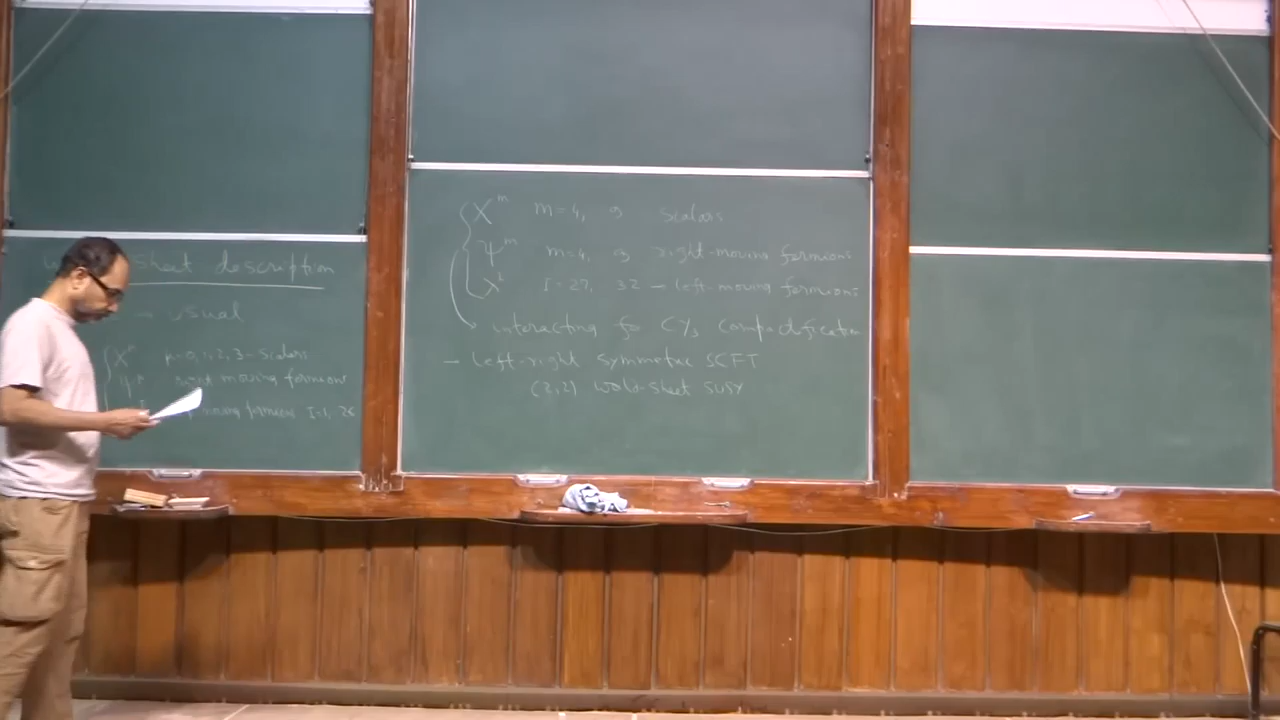 sheet description
→ usual
X^μ μ=0,1,2,3 - scalars
ψ^μ right moving fermions
moving fermions I=1, 26
X^m m=4, 9 scalars
ψ^m m=4, 9 right-moving fermions
λ^I I=27, 32 - left-moving fermions
interacting for CY₃ compactification
- Left-right symmetric SCFT
(2,2) world-sheet SUSY